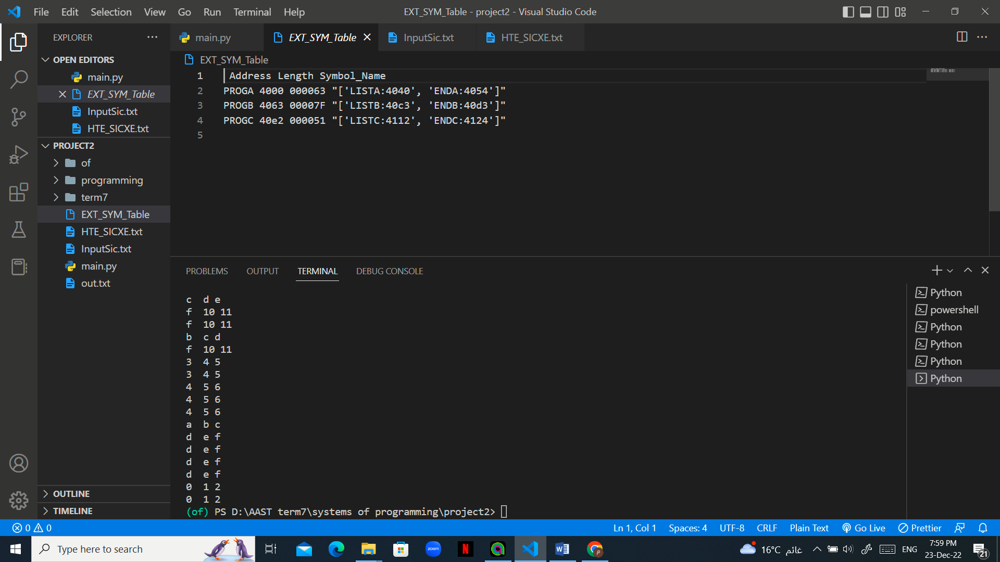 File Edit Selection View Go Run Terminal Help
EXT_SYM_Table - project2 - Visual Studio Code
EXPLORER
OPEN EDITORS
main.py
EXT_SYM_Table
InputSic.txt
HTE_SICXE.txt
PROJECT2
of
programming
term7
EXT_SYM_Table
HTE_SICXE.txt
InputSic.txt
main.py
out.txt
OUTLINE
TIMELINE
main.py EXT_SYM_Table InputSic.txt HTE_SICXE.txt
EXT_SYM_Table
1 Address Length Symbol_Name
2 PROGA 4000 000063 "['LISTA:4040', 'ENDA:4054']"
3 PROGB 4063 00007F "['LISTB:40c3', 'ENDB:40d3']"
4 PROGC 40e2 000051 "['LISTC:4112', 'ENDC:4124']"
5
PROBLEMS OUTPUT TERMINAL DEBUG CONSOLE
c d e
f 10 11
f 10 11
b c d
f 10 11
3 4 5
3 4 5
4 5 6
4 5 6
4 5 6
a b c
d e f
d e f
d e f
d e f
0 1 2
0 1 2
(of) PS D:\AAST term7\systems of programming\project2>
Python
powershell
Python
Python
Python
Python
0 0
Ln 1, Col 1 Spaces: 4 UTF-8 CRLF Plain Text Go Live Prettier
Type here to search
zoom
16°C غائم
ENG
7:59 PM
23-Dec-22
21